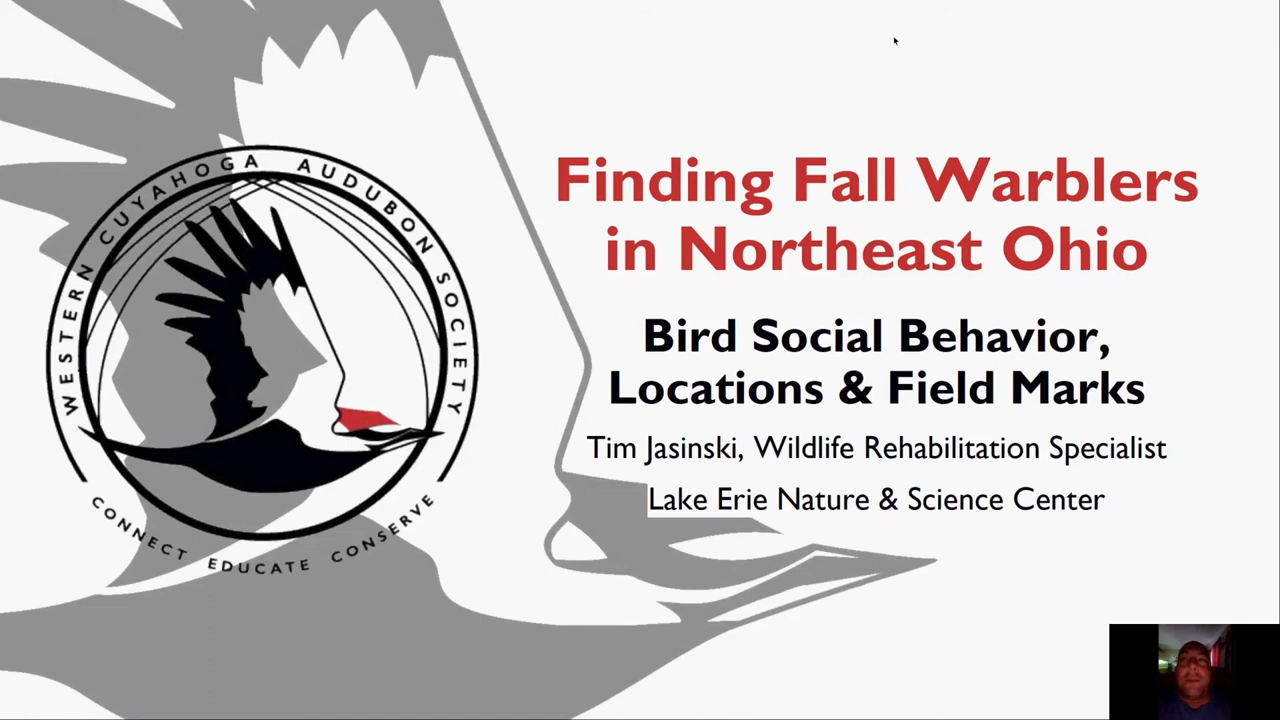 WESTERN CUYAHOGA AUDUBON SOCIETY
CONNECT EDUCATE CONSERVE
Finding Fall Warblers
in Northeast Ohio
Bird Social Behavior,
Locations & Field Marks
Tim Jasinski, Wildlife Rehabilitation Specialist
Lake Erie Nature & Science Center